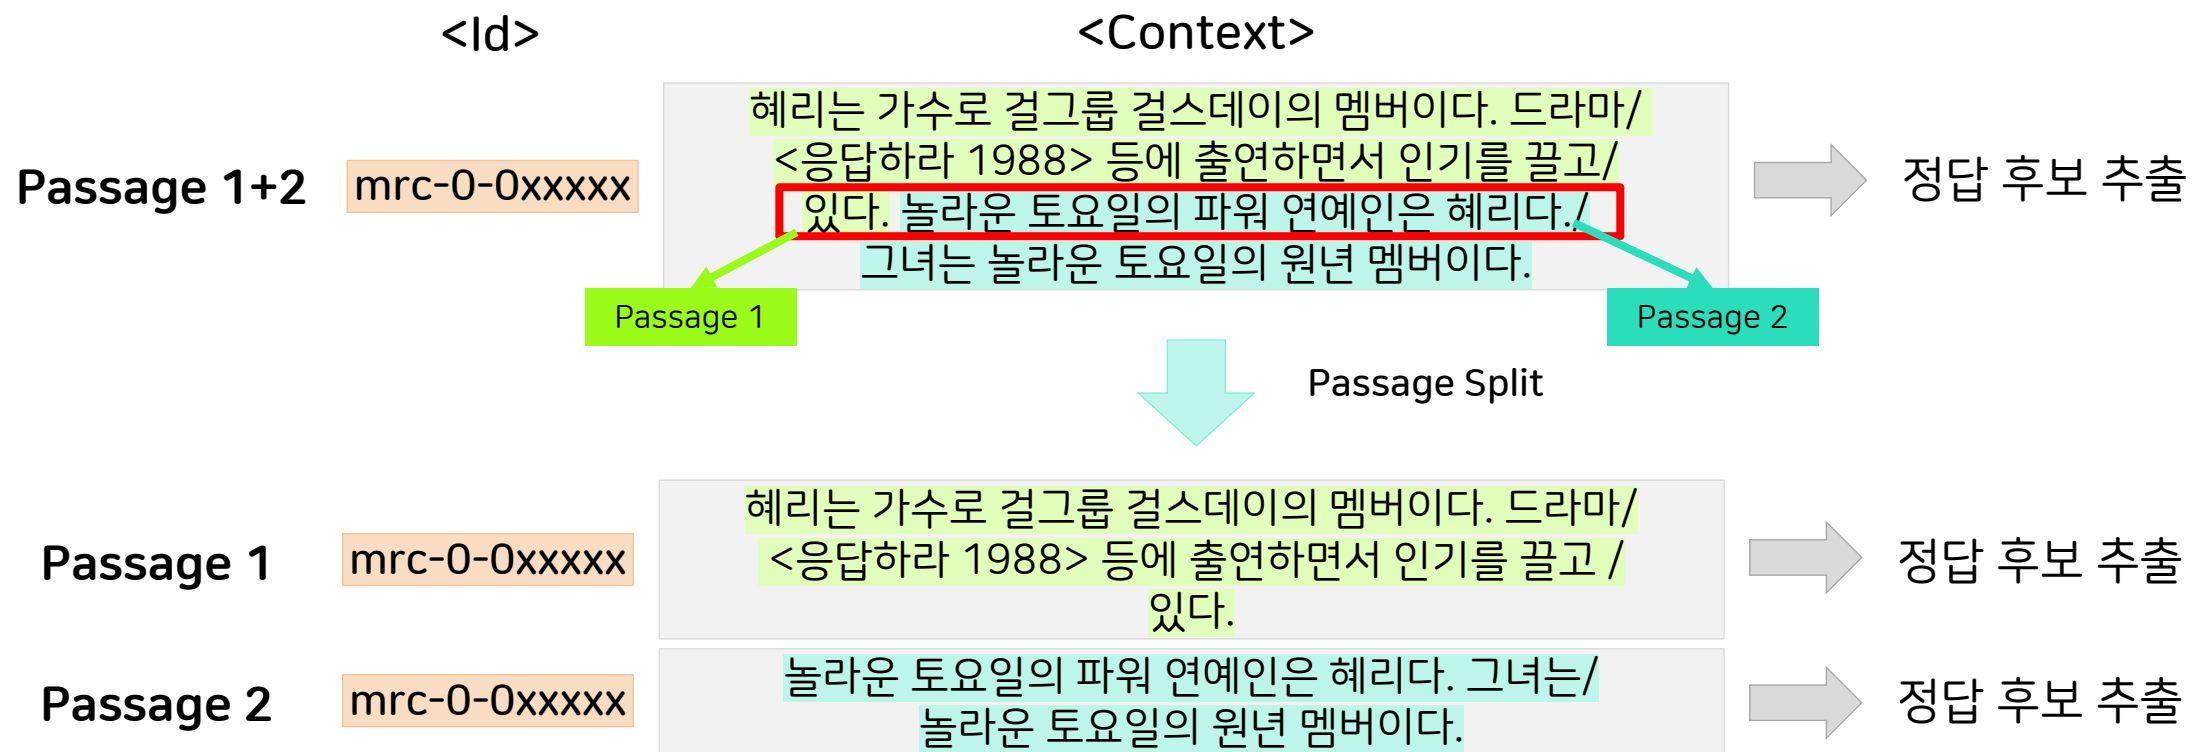 <Id>
<Context>
Passage 1+2
mrc-0-0xxxxx
혜리는 가수로 걸그룹 걸스데이의 멤버이다. 드라마/
<응답하라 1988> 등에 출연하면서 인기를 끌고/
있다. 놀라운 토요일의 파워 연예인은 혜리다./
그녀는 놀라운 토요일의 원년 멤버이다.
정답 후보 추출
Passage 1
Passage 2
Passage Split
Passage 1
mrc-0-0xxxxx
혜리는 가수로 걸그룹 걸스데이의 멤버이다. 드라마/
<응답하라 1988> 등에 출연하면서 인기를 끌고 /
있다.
정답 후보 추출
Passage 2
mrc-0-0xxxxx
놀라운 토요일의 파워 연예인은 혜리다. 그녀는/
놀라운 토요일의 원년 멤버이다.
정답 후보 추출